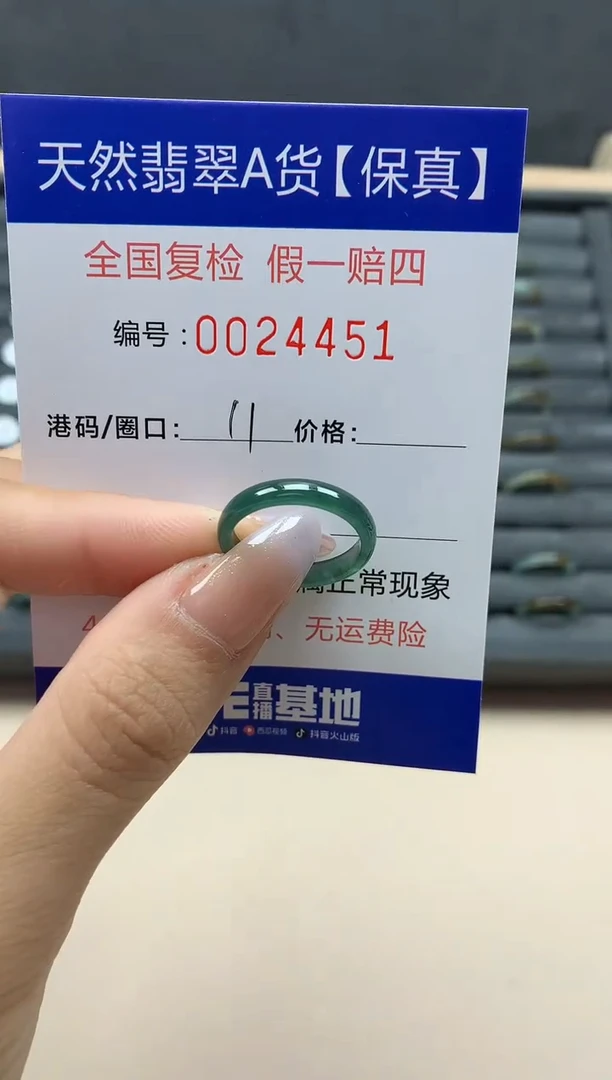 天然翡翠A货【保真】
全国复检 假一赔四
编号:0024451
港码/圈口: 11 价格:
属正常现象
4 、无运费险
直播基地
抖音 西瓜视频 抖音火山版